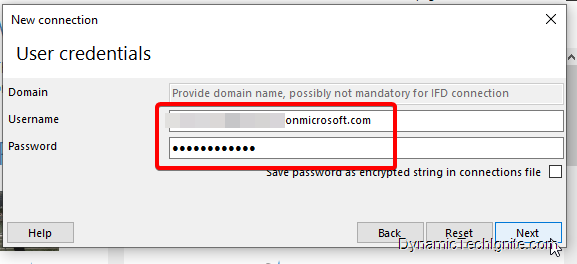 New connection
User credentials
Domain
Provide domain name, possibly not mandatory for IFD connection
Username
onmicrosoft.com
Password
••••••••••••
Save password as encrypted string in connections file
Help
Back
Reset
Next
DynamicTechIgnite.com